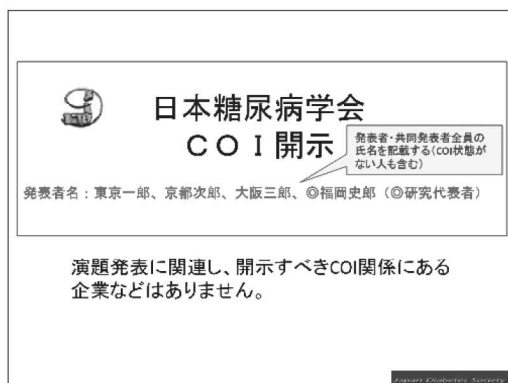 日本糖尿病学会
ＣＯＩ開示
発表者・共同発表者全員の
氏名を記載する（COI状態が
ない人も含む）
発表者名：東京一郎、京都次郎、大阪三郎、◎福岡史郎（◎研究代表者）
演題発表に関連し、開示すべきCOI関係にある
企業などはありません。
Japan Diabetes Society